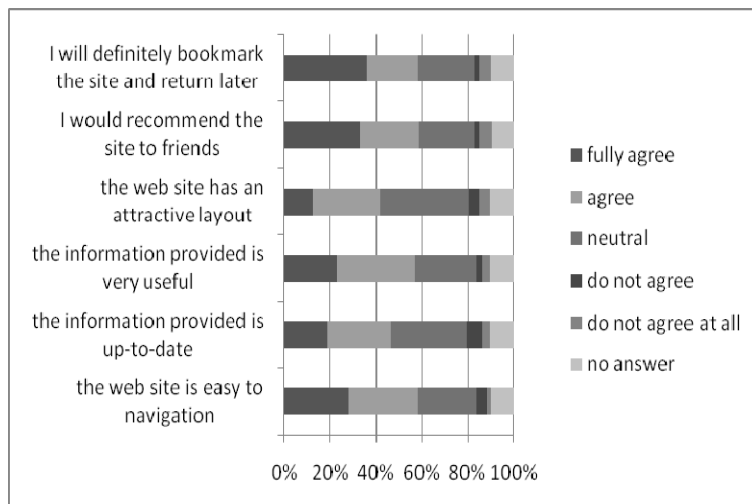 I will definitely bookmark
the site and return later
I would recommend the
site to friends
the web site has an
attractive layout
the information provided is
very useful
the information provided is
up-to-date
the web site is easy to
navigation
0% 20% 40% 60% 80% 100%
fully agree
agree
neutral
do not agree
do not agree at all
no answer